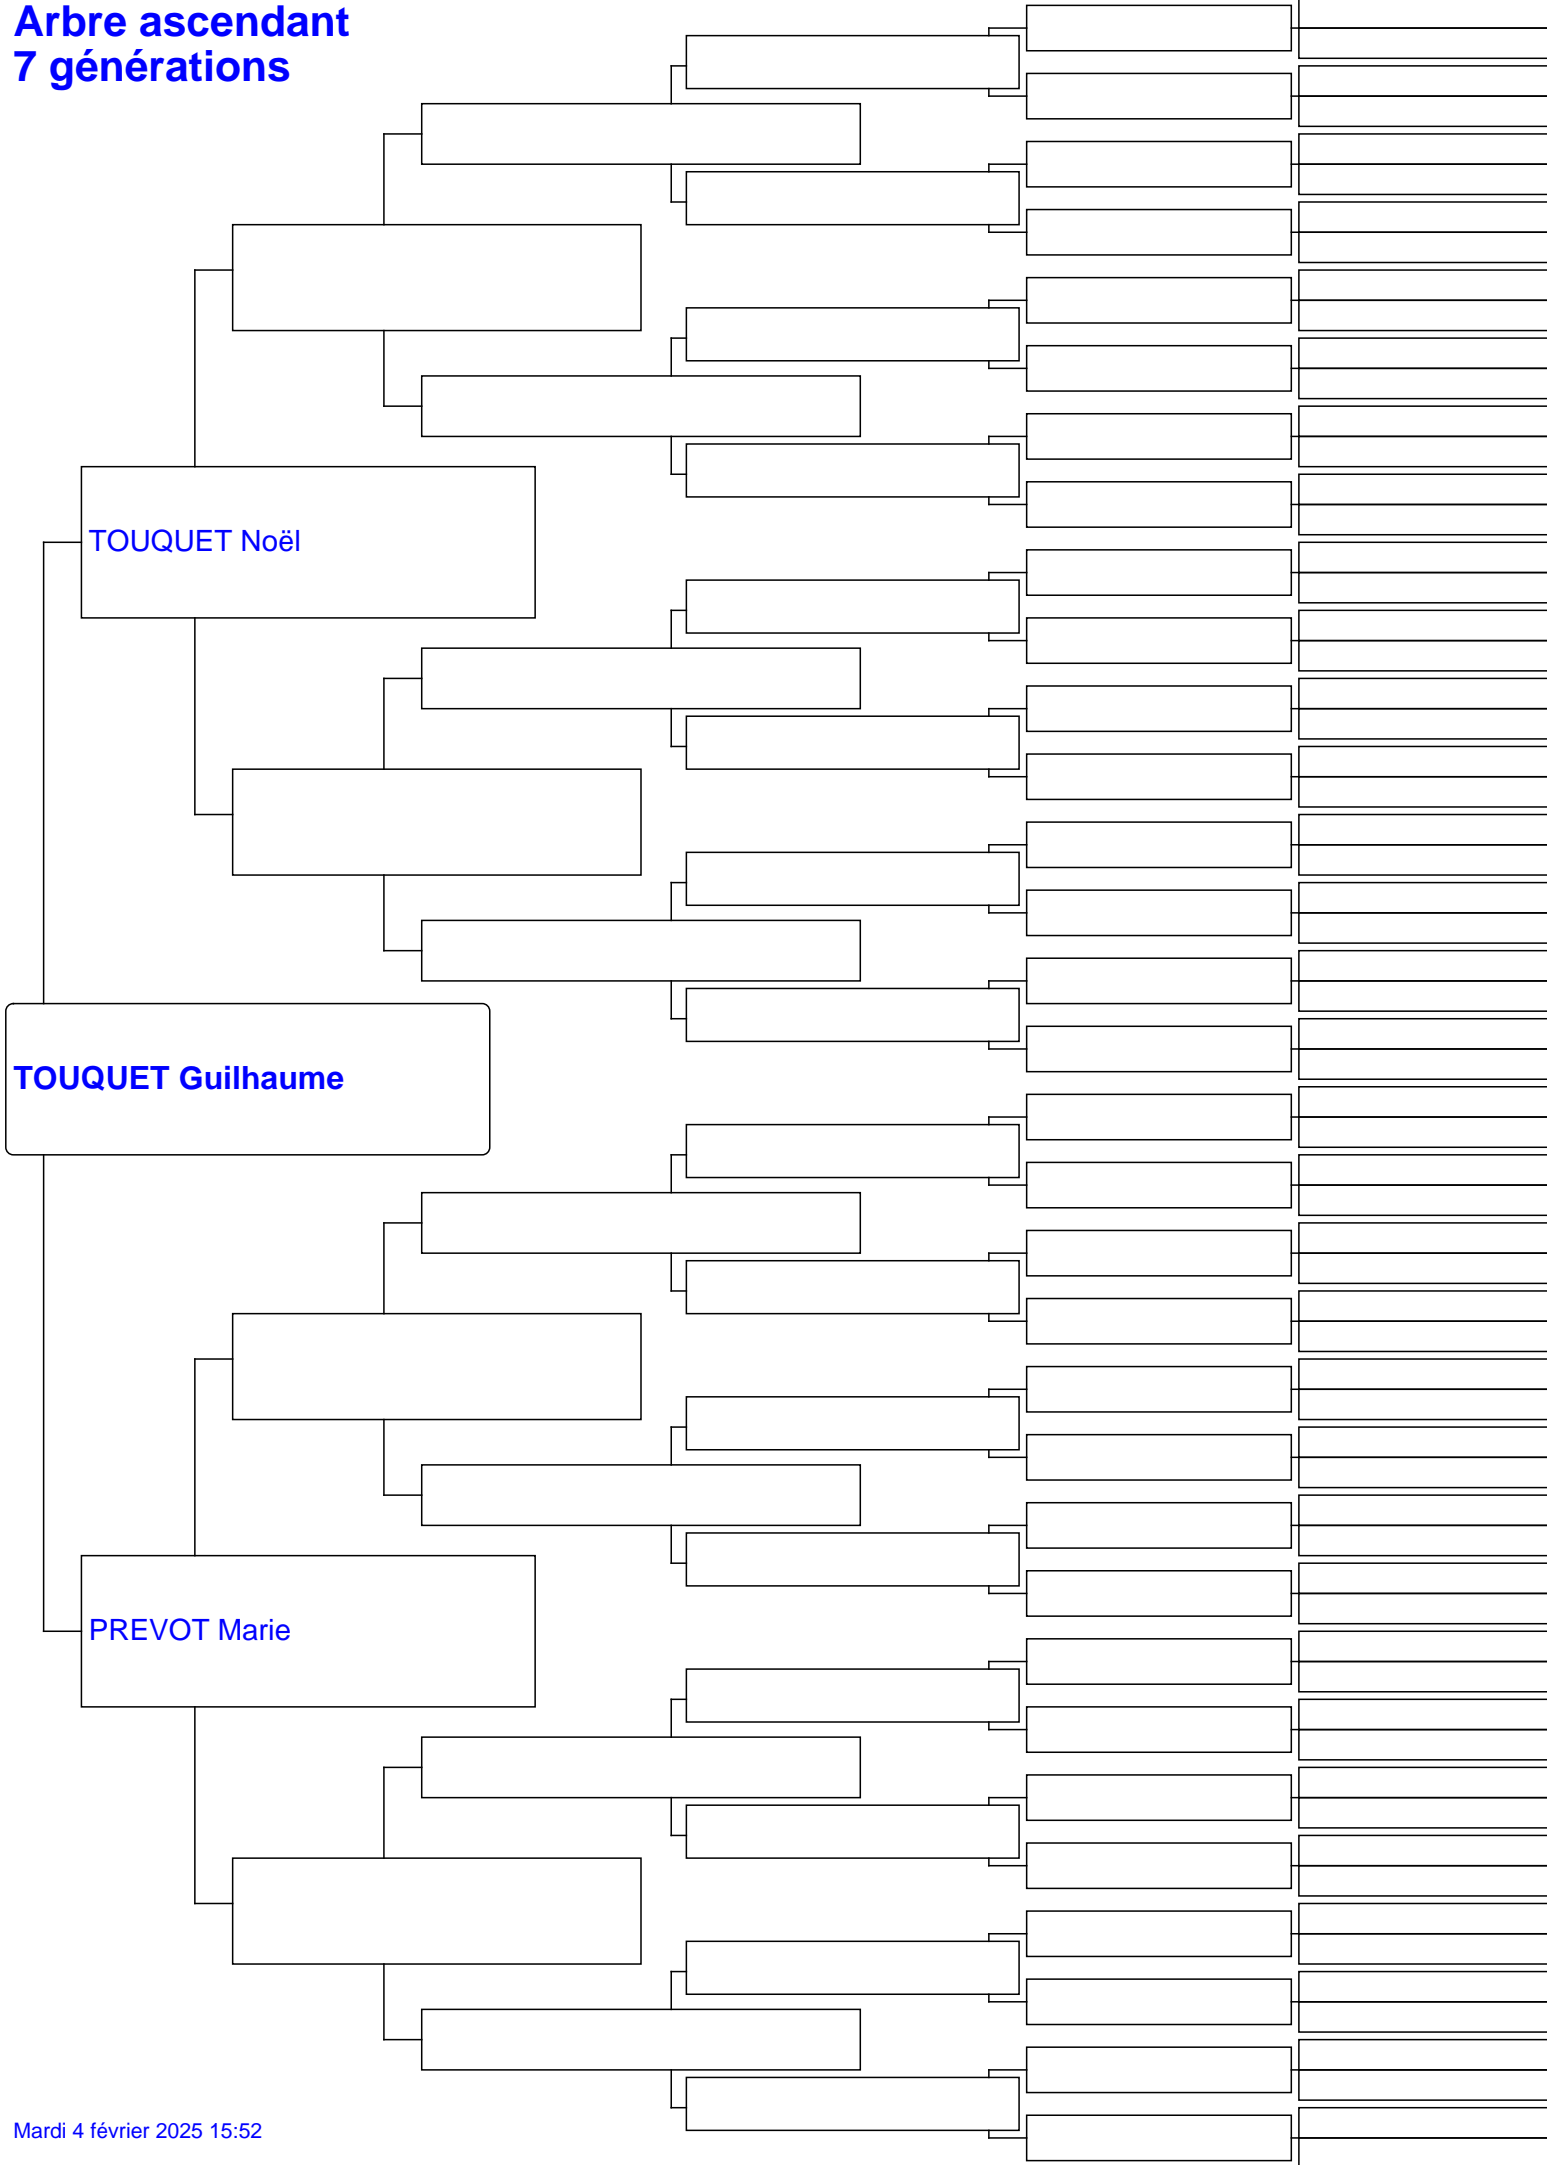 Arbre ascendant
7 générations
TOUQUET Noël
TOUQUET Guilhaume
PREVOT Marie
Mardi 4 février 2025 15:52